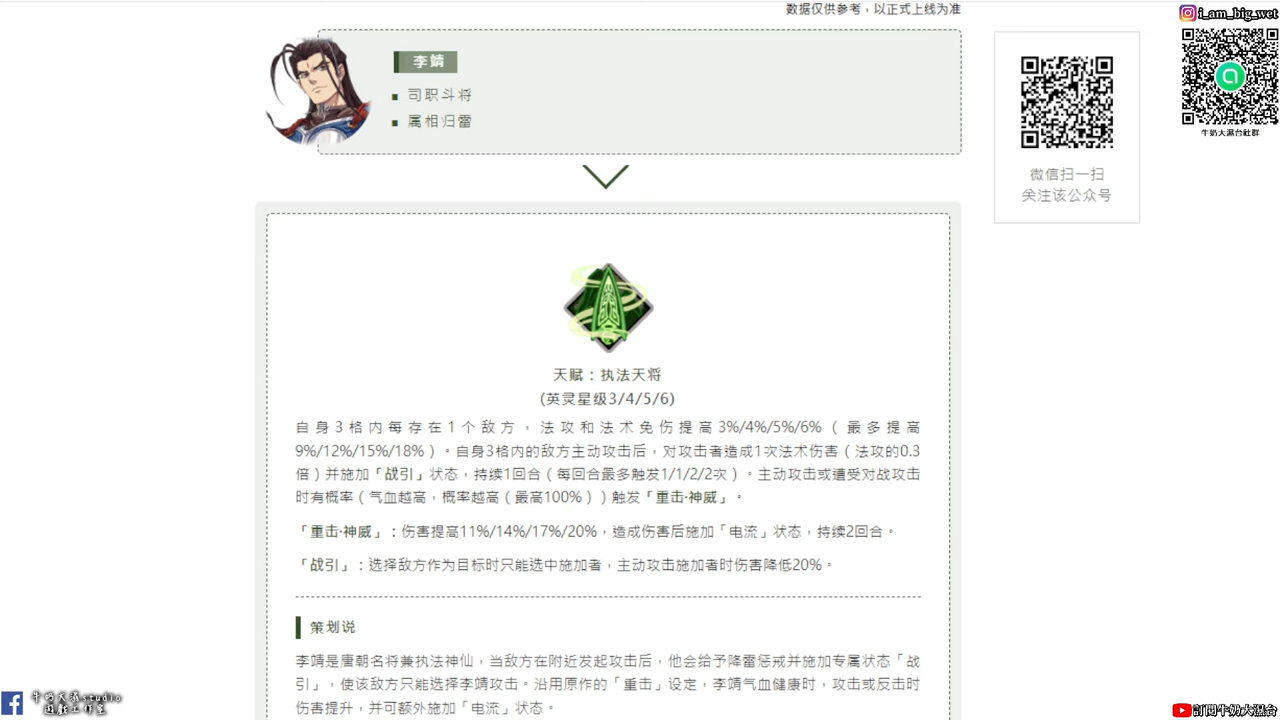 数据仅供参考，以正式上线为准
i_am_big_wet
李靖
司职斗将
属相归雷
牛奶大濕台社群
微信扫一扫
关注该公众号
天赋：执法天将
(英灵星级3/4/5/6)
自身3格内每存在1个敌方，法攻和法术免伤提高3%/4%/5%/6%（最多提高
9%/12%/15%/18%）。自身3格内的敌方主动攻击后，对攻击者造成1次法术伤害（法攻的0.3
倍）并施加「战引」状态，持续1回合（每回合最多触发1/1/2/2次）。主动攻击或遭受对战攻击
时有概率（气血越高，概率越高（最高100%））触发「重击·神威」。
「重击·神威」：伤害提高11%/14%/17%/20%，造成伤害后施加「电流」状态，持续2回合。
「战引」：选择敌方作为目标时只能选中施加者，主动攻击施加者时伤害降低20%。
策划说
李靖是唐朝名将兼执法神仙，当敌方在附近发起攻击后，他会给予降雷惩戒并施加专属状态「战
引」，使该敌方只能选择李靖攻击。沿用原作的「重击」设定，李靖气血健康时，攻击或反击时
伤害提升，并可额外施加「电流」状态。
牛奶大濕studio
遊戲工作室
訂閱牛奶大濕台